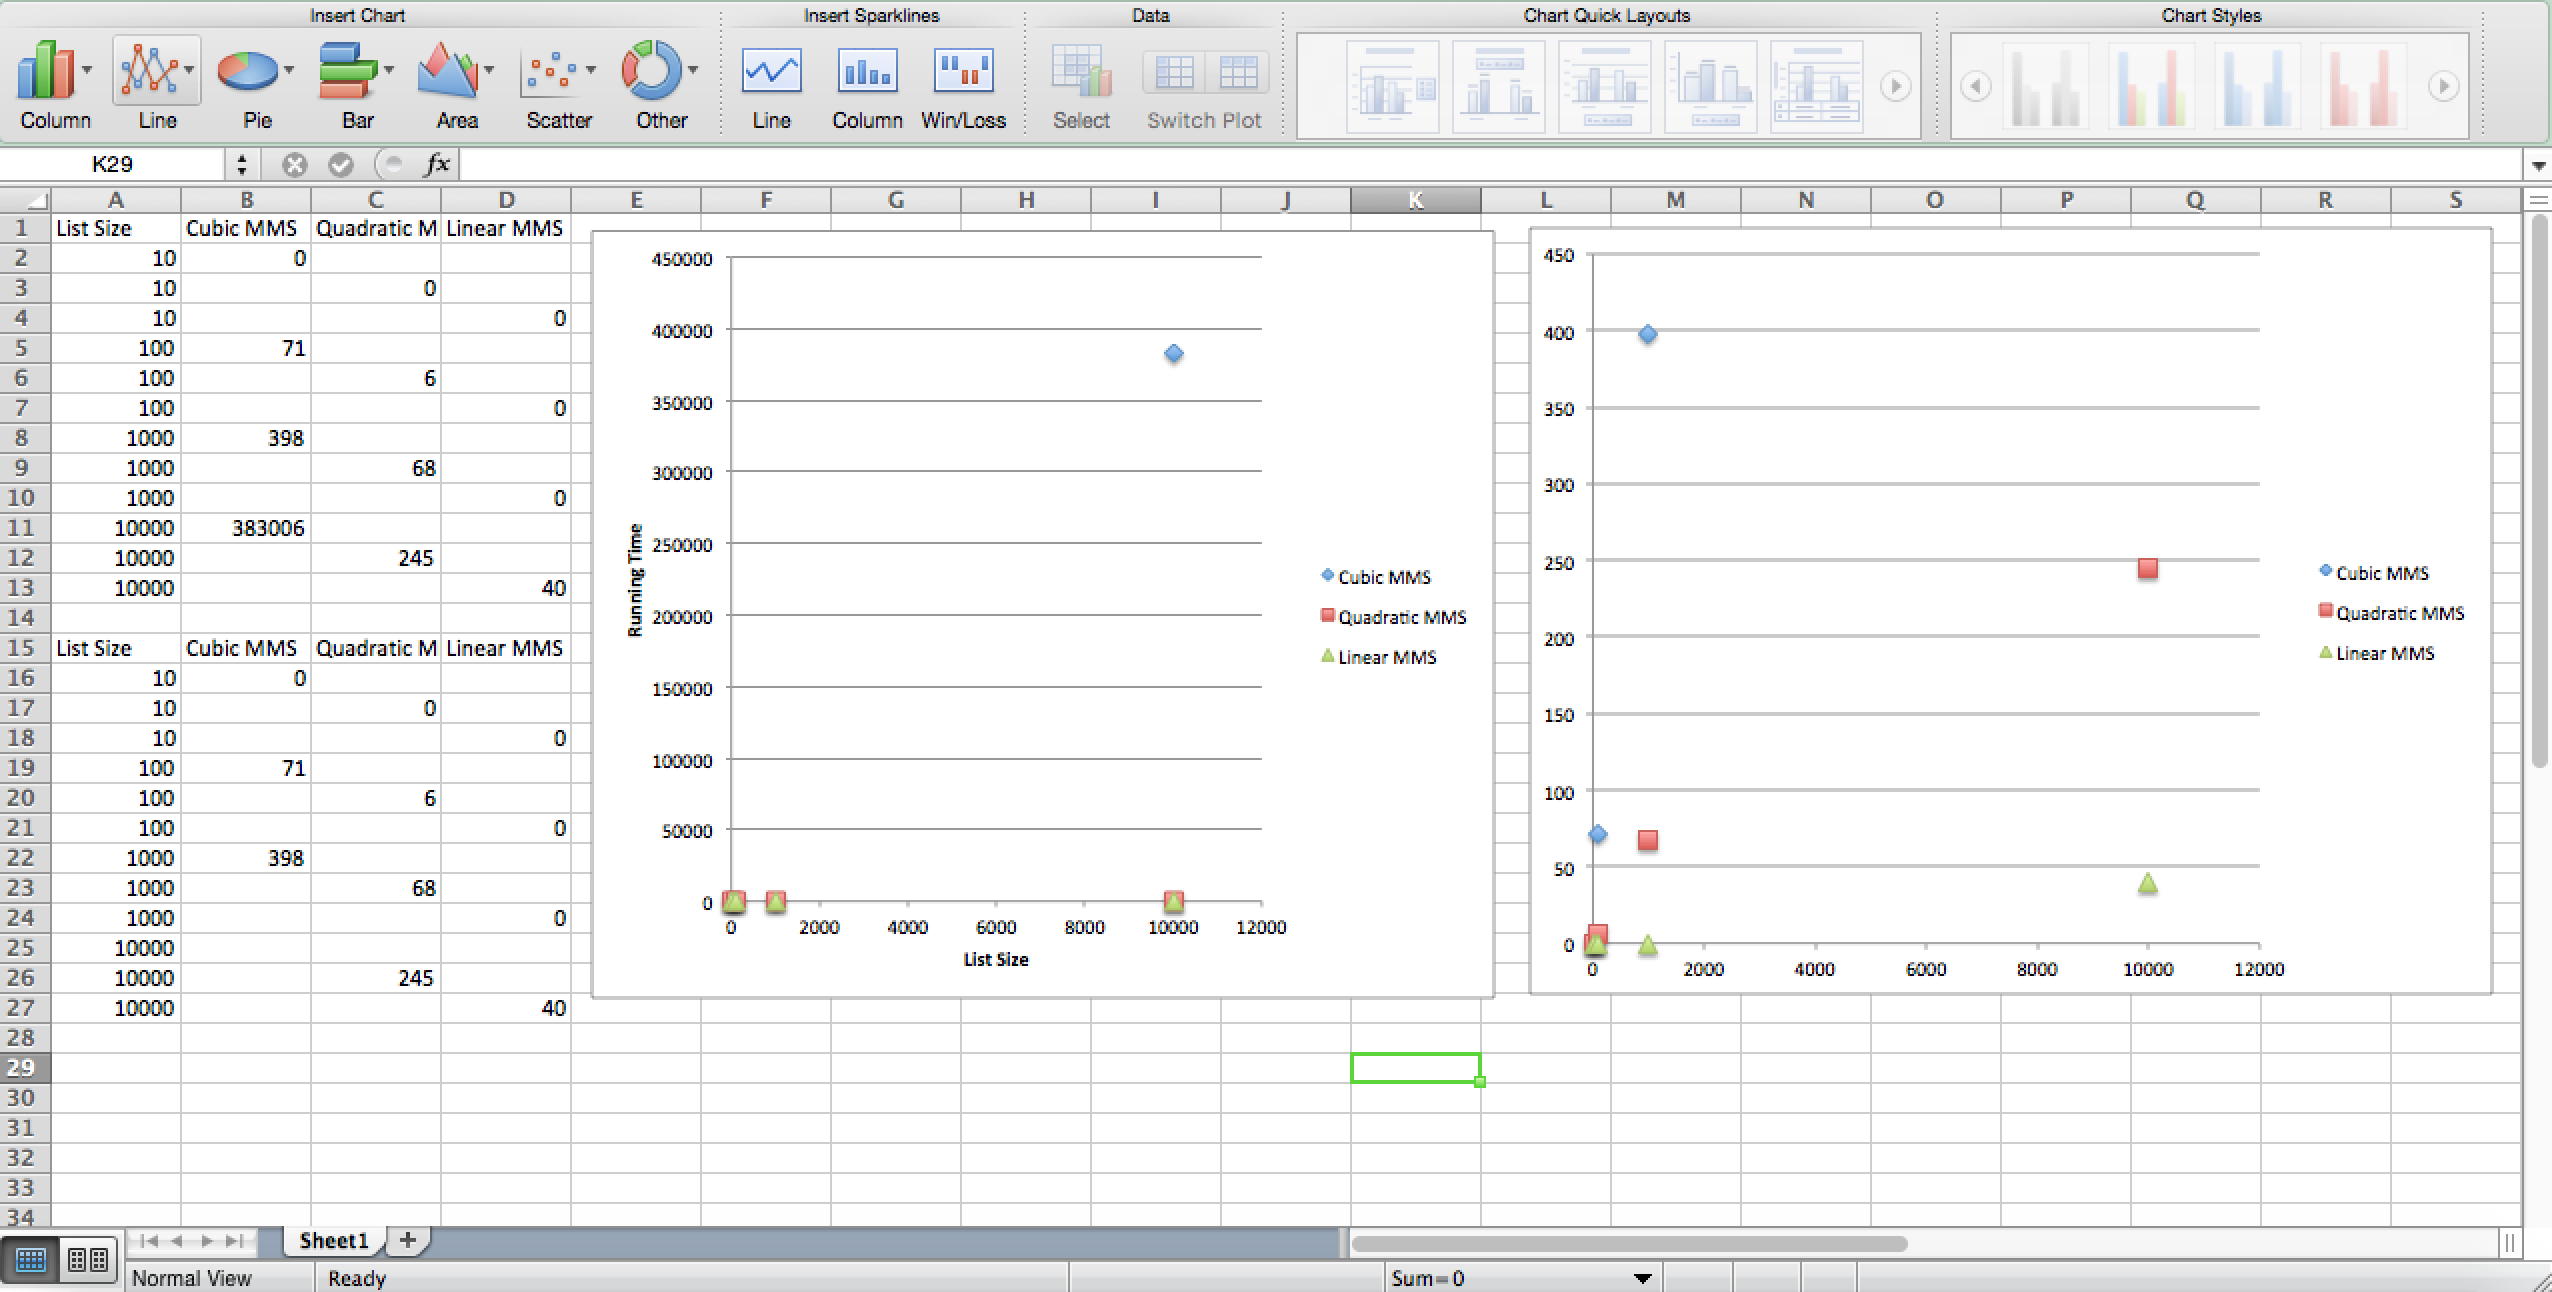 Insert Chart Insert Sparklines Data Chart Quick Layouts Chart Styles
Column Line Pie Bar Area Scatter Other Line Column Win/Loss Select Switch Plot
K29 fx
A B C D E F G H I J K L M N O P Q R S
1 List Size Cubic MMS Quadratic M Linear MMS
2 10 0
3 10 0
4 10 0
5 100 71
6 100 6
7 100 0
8 1000 398
9 1000 68
10 1000 0
11 10000 383006
12 10000 245
13 10000 40
14
15 List Size Cubic MMS Quadratic M Linear MMS
16 10 0
17 10 0
18 10 0
19 100 71
20 100 6
21 100 0
22 1000 398
23 1000 68
24 1000 0
25 10000
26 10000 245
27 10000 40
28
29
30
31
32
33
34
450000
400000
350000
300000
250000
200000
150000
100000
50000
0
Running Time
0 2000 4000 6000 8000 10000 12000
List Size
Cubic MMS
Quadratic MMS
Linear MMS
450
400
350
300
250
200
150
100
50
0
0 2000 4000 6000 8000 10000 12000
Cubic MMS
Quadratic MMS
Linear MMS
Sheet1 +
Normal View Ready Sum=0